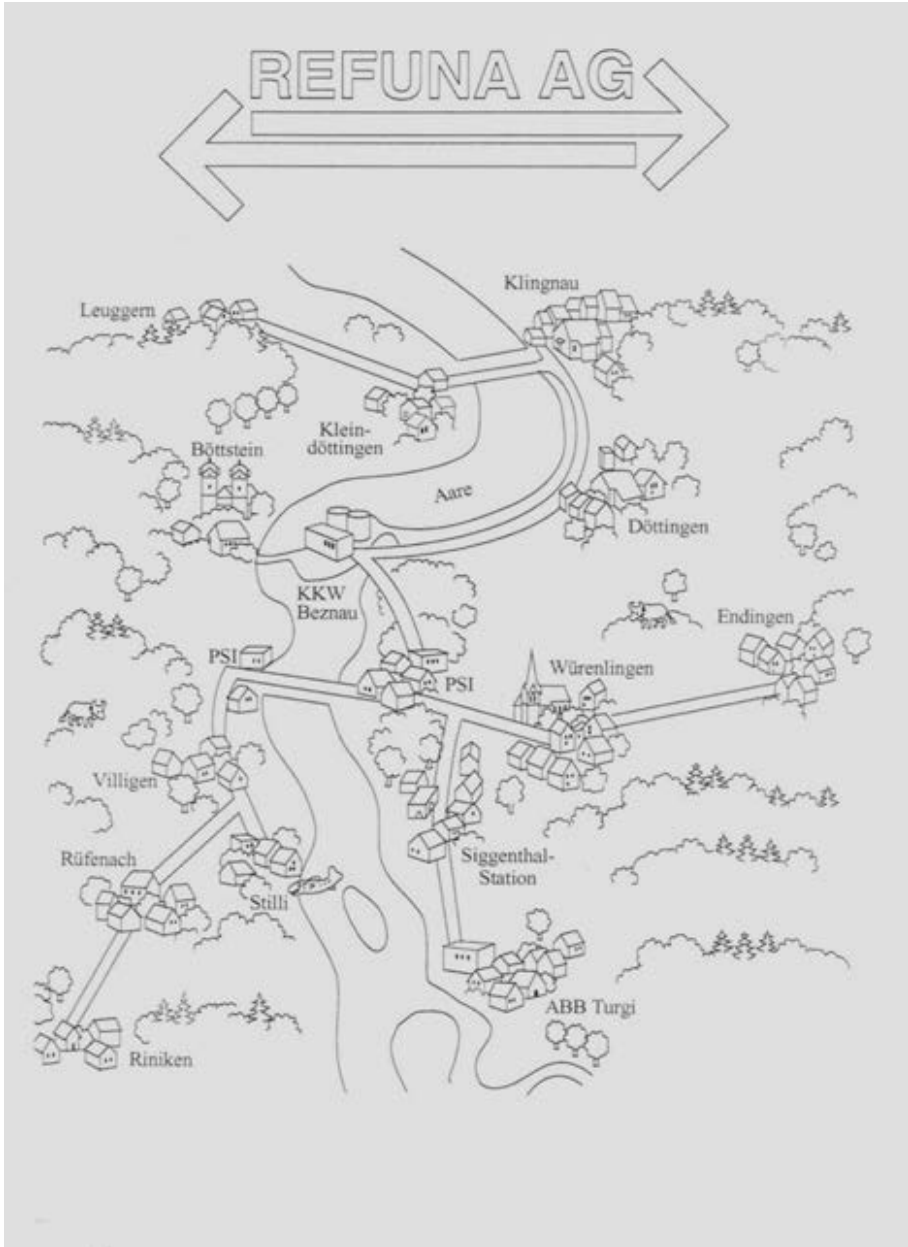 REFUNA AG
Klingnau
Leuggern
Klein-
döttingen
Böttstein
Aare
Döttingen
KKW
Beznau
Endingen
PSI
Würenlingen
PSI
Villigen
Rüfenach
Siggenthal-
Station
Stilli
ABB Turgi
Riniken